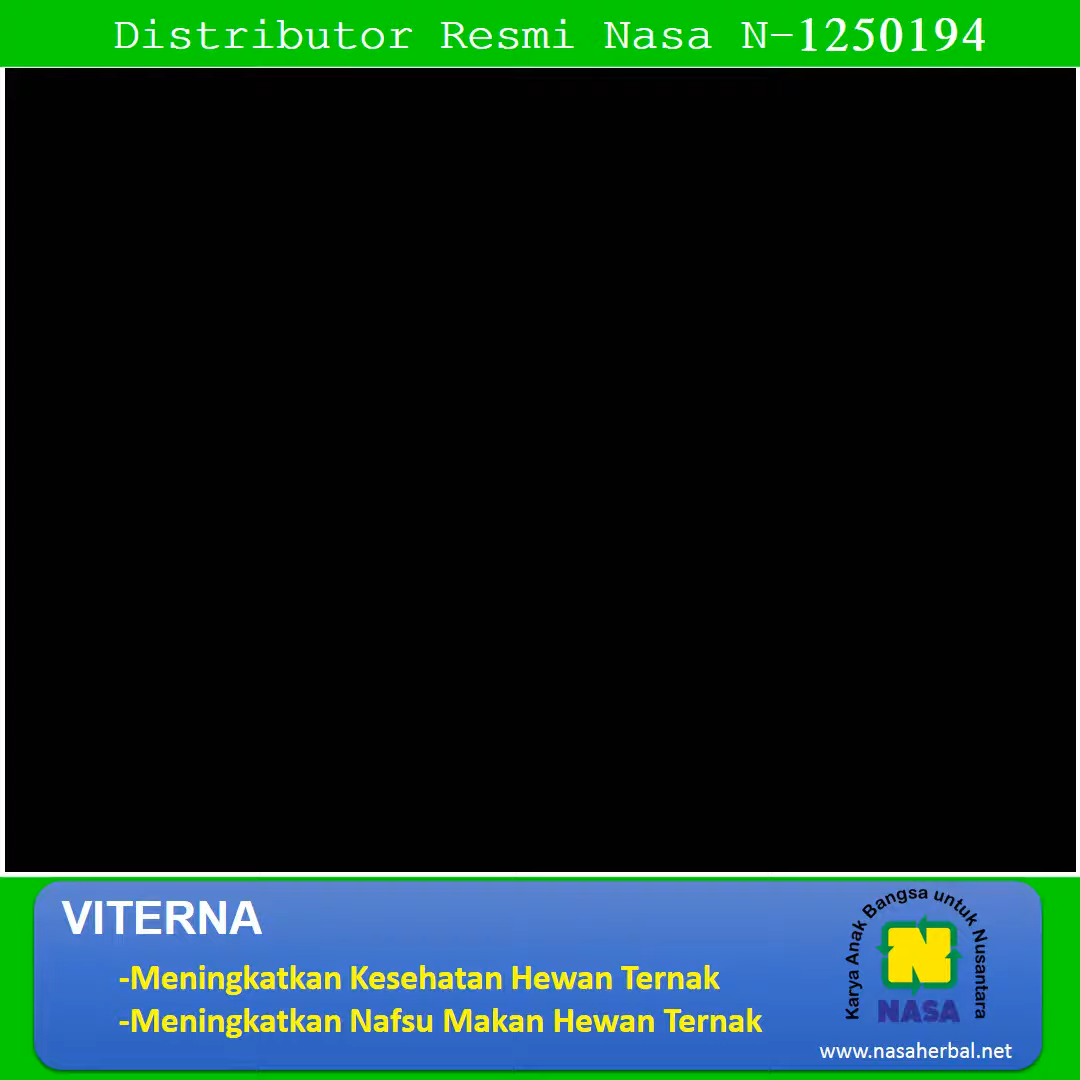 Distributor Resmi Nasa N-1250194
VITERNA
-Meningkatkan Kesehatan Hewan Ternak
-Meningkatkan Nafsu Makan Hewan Ternak
Karya Anak Bangsa untuk Nusantara
N
NASA
www.nasaherbal.net